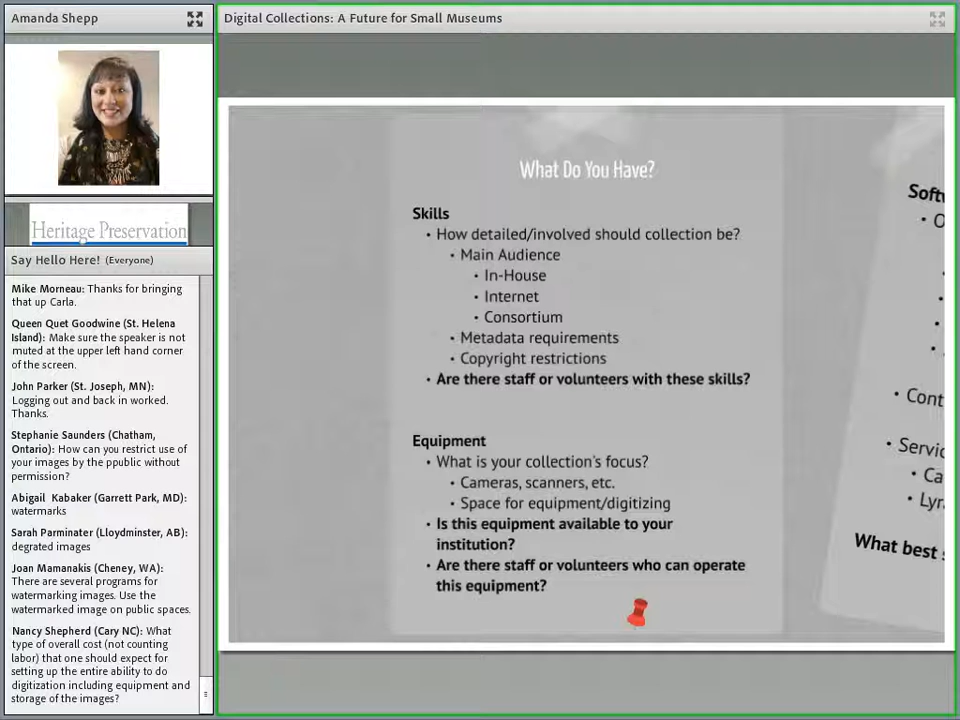 Amanda Shepp
Digital Collections: A Future for Small Museums
Heritage Preservation
Say Hello Here! (Everyone)
Mike Morneau: Thanks for bringing
that up Carla.
Queen Quet Goodwine (St. Helena
Island): Make sure the speaker is not
muted at the upper left hand corner
of the screen.
John Parker (St. Joseph, MN):
Logging out and back in worked.
Thanks.
Stephanie Saunders (Chatham,
Ontario): How can you restrict use of
your images by the ppublic without
permission?
Abigail Kabaker (Garrett Park, MD):
watermarks
Sarah Parminater (Lloydminster, AB):
degrated images
Joan Mamanakis (Cheney, WA):
There are several programs for
watermarking images. Use the
watermarked image on public spaces.
Nancy Shepherd (Cary NC): What
type of overall cost (not counting
labor) that one should expect for
setting up the entire ability to do
digitization including equipment and
storage of the images?
What Do You Have?
Skills
• How detailed/involved should collection be?
• Main Audience
• In-House
• Internet
• Consortium
• Metadata requirements
• Copyright restrictions
• Are there staff or volunteers with these skills?
Equipment
• What is your collection's focus?
• Cameras, scanners, etc.
• Space for equipment/digitizing
• Is this equipment available to your
institution?
• Are there staff or volunteers who can operate
this equipment?
What best